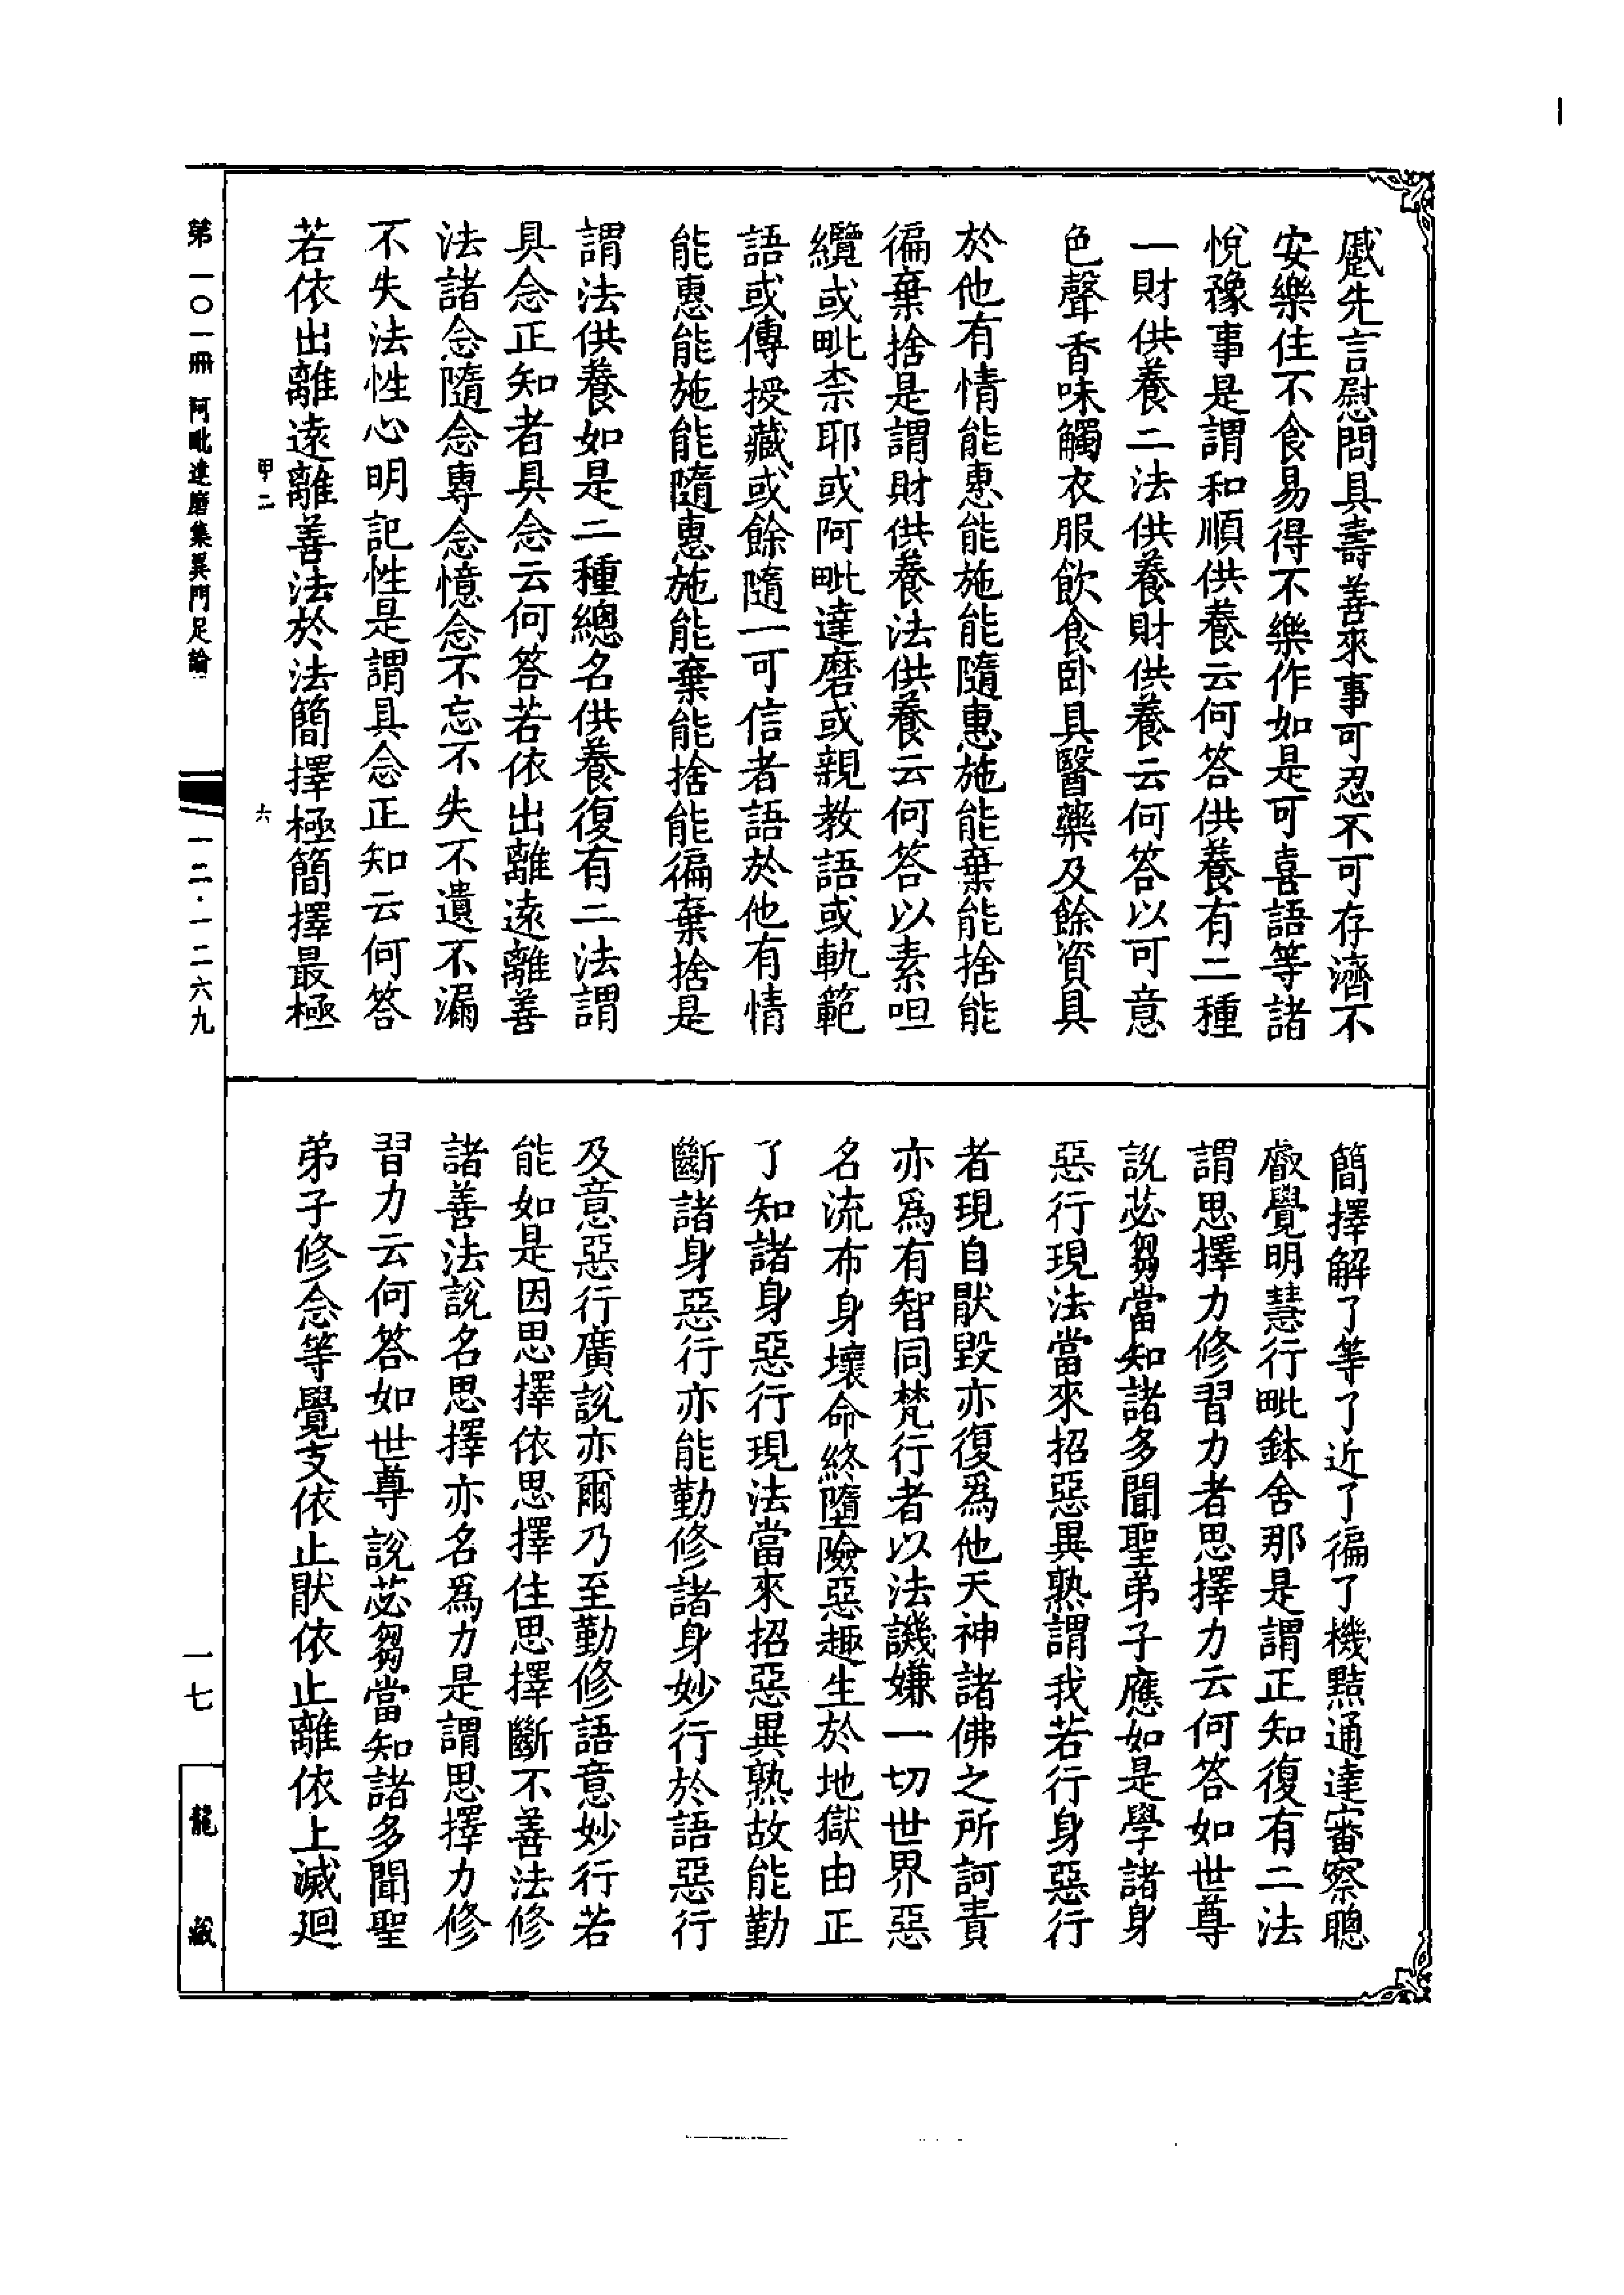 慼先言慰問具壽善來事可忍不可存濟不
安樂住不食易得不樂作如是可喜語等諸
悅豫事是謂和順供養云何答供養有二種
一財供養二法供養財供養云何答以可意
色聲香味觸衣服飲食卧具醫藥及餘資具
於他有情能惠能施能隨惠施能棄能捨能
徧棄捨是謂財供養法供養云何答以素呾
纜或毗柰耶或阿毗達磨或親教語或軌範
語或傳授藏或餘隨一可信者語於他有情
能惠能施能隨惠施能棄能捨能徧棄捨是
謂法供養如是二種總名供養復有二法謂
具念正知者具念云何答若依出離遠離善
法諸念隨念專念憶念不忘不失不遺不漏
不失法性心明記性是謂具念正知云何答
若依出離遠離善法於法簡擇極簡擇最極
甲二
六
簡擇解了等了近了徧了機黠通達審察聰
叡覺明慧行毗鉢舍那是謂正知復有二法
謂思擇力修習力者思擇力云何答如世尊
說苾芻當知諸多聞聖弟子應如是學諸身
惡行現法當來招惡異熟謂我若行身惡行
者現自猒毀亦復爲他天神諸佛之所訶責
亦爲有智同梵行者以法譏嫌一切世界惡
名流布身壞命終墮險惡趣生於地獄由正
了知諸身惡行現法當來招惡異熟故能勤
斷諸身惡行亦能勤修諸身妙行於語惡行
及意惡行廣說亦爾乃至勤修語意妙行若
能如是因思擇依思擇住思擇斷不善法修
諸善法說名思擇亦名爲力是謂思擇力修
習力云何答如世尊說苾芻當知諸多聞聖
弟子修念等覺支依止猒依止離依上滅迴
第一〇一冊 阿毗達磨集異門足論
一二·一二六九
一七
龍藏